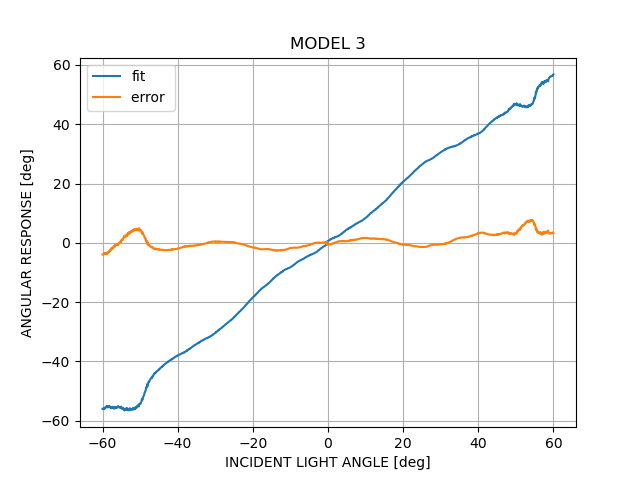 MODEL 3
fit
error
60
40
20
0
−20
−40
−60
ANGULAR RESPONSE [deg]
−60 −40 −20 0 20 40 60
INCIDENT LIGHT ANGLE [deg]